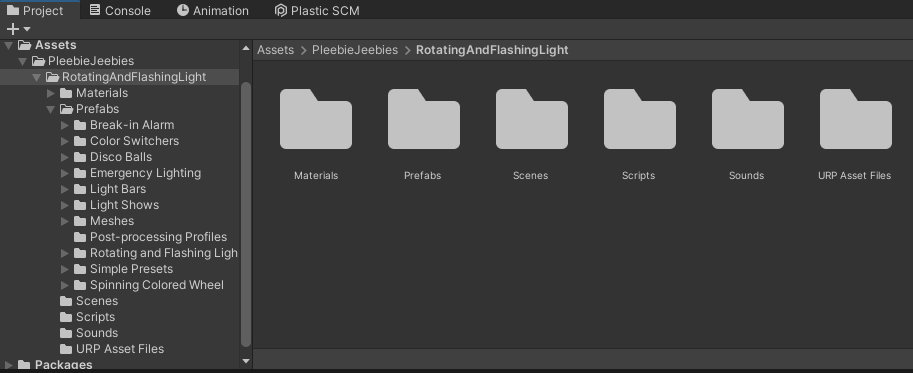 Project Console Animation Plastic SCM
Assets
PleebieJeebies
RotatingAndFlashingLight
Materials
Prefabs
Break-in Alarm
Color Switchers
Disco Balls
Emergency Lighting
Light Bars
Light Shows
Meshes
Post-processing Profiles
Rotating and Flashing Ligh
Simple Presets
Spinning Colored Wheel
Scenes
Scripts
Sounds
URP Asset Files
Packages
Assets > PleebieJeebies > RotatingAndFlashingLight
Materials Prefabs Scenes Scripts Sounds URP Asset Files